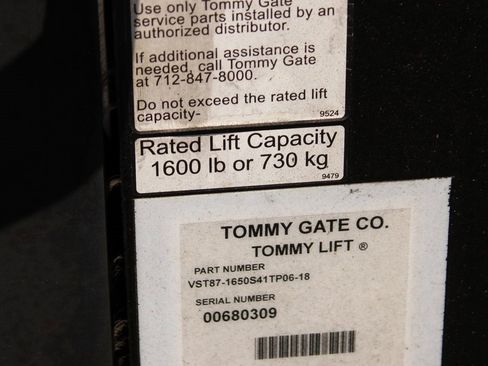 Use only Tommy Gate
service parts installed by an
authorized distributor.
If additional assistance is
needed, call Tommy Gate
at 712-847-8000.
Do not exceed the rated lift
capacity-
9524
Rated Lift Capacity
1600 lb or 730 kg
9479
TOMMY GATE CO.
TOMMY LIFT ®
PART NUMBER
VST87-1650S41TP06-18
SERIAL NUMBER
00680309